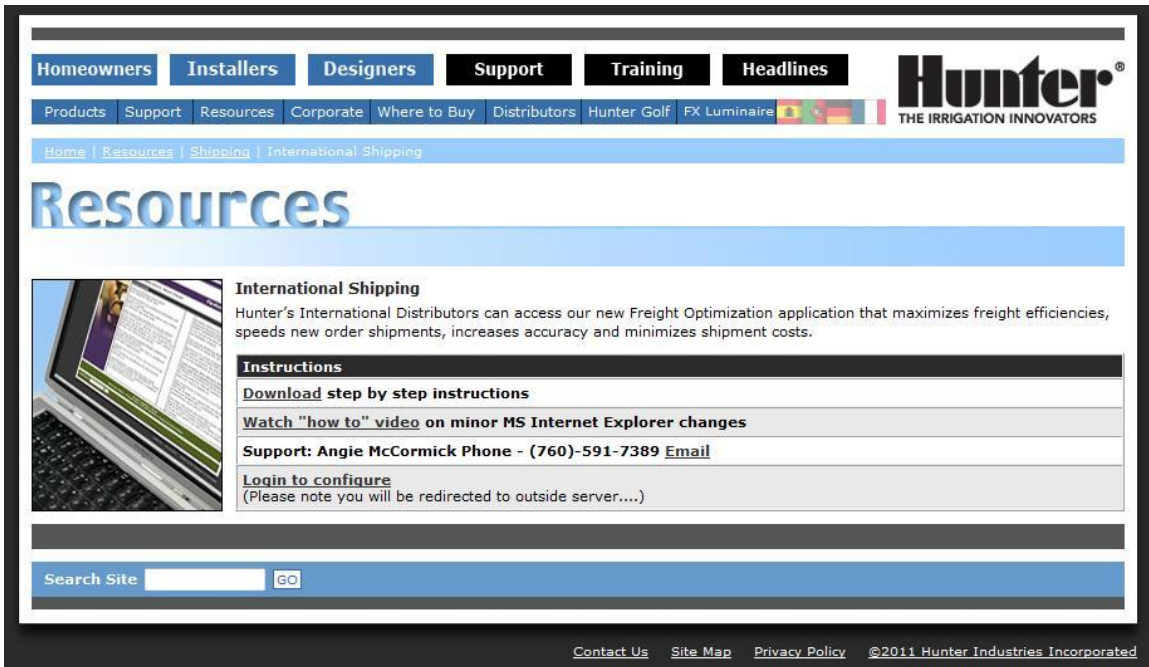 Homeowners Installers Designers Support Training Headlines
Hunter®
THE IRRIGATION INNOVATORS
Products Support Resources Corporate Where to Buy Distributors Hunter Golf FX Luminaire
Home | Resources | Shipping | International Shipping
Resources
International Shipping
Hunter’s International Distributors can access our new Freight Optimization application that maximizes freight efficiencies,
speeds new order shipments, increases accuracy and minimizes shipment costs.
Instructions
Download step by step instructions
Watch "how to" video on minor MS Internet Explorer changes
Support: Angie McCormick Phone - (760)-591-7389 Email
Login to configure
(Please note you will be redirected to outside server....)
Search Site GO
Contact Us Site Map Privacy Policy ©2011 Hunter Industries Incorporated